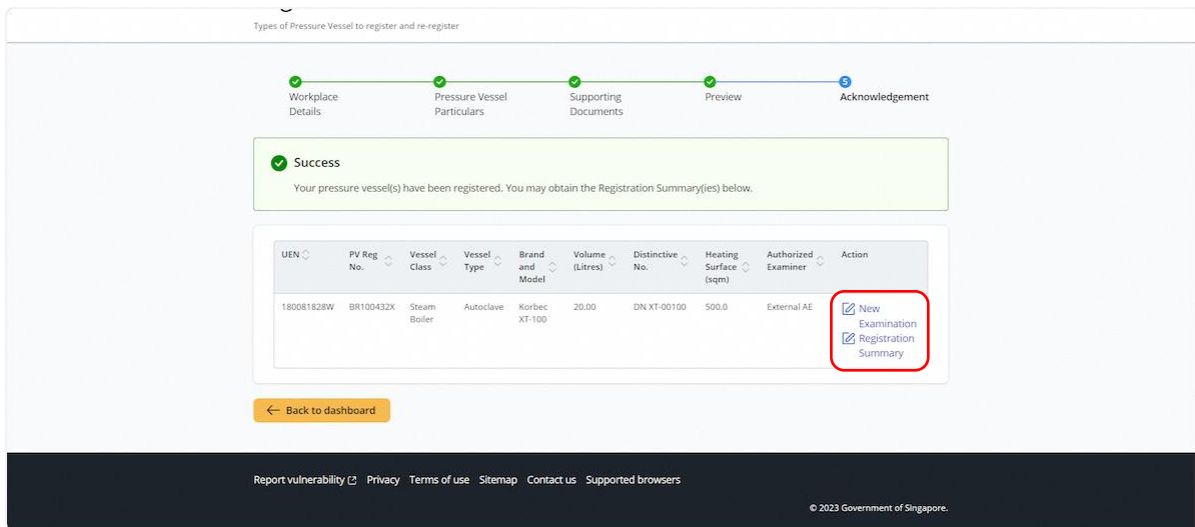 Types of Pressure Vessel to register and re-register
5
Workplace Details
Pressure Vessel Particulars
Supporting Documents
Preview
Acknowledgement
Success
Your pressure vessel(s) have been registered. You may obtain the Registration Summary(ies) below.
UEN
PV Reg No.
Vessel Class
Vessel Type
Brand and Model
Volume (Litres)
Distinctive No.
Heating Surface (sqm)
Authorized Examiner
Action
180081828W
BR100432X
Steam Boiler
Autoclave
Korbec XT-100
20.00
DN XT-00100
500.0
External AE
New Examination
Registration Summary
Back to dashboard
Report vulnerability Privacy Terms of use Sitemap Contact us Supported browsers
© 2023 Government of Singapore.